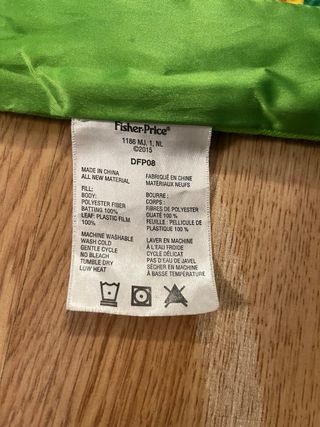 Fisher-Price®
1186 MJ, 1, NL
©2015
DFP08
MADE IN CHINA
ALL NEW MATERIAL
FILL:
BODY:
POLYESTER FIBER
BATTING 100%
LEAF: PLASTIC FILM
100%
MACHINE WASHABLE
WASH COLD
GENTLE CYCLE
NO BLEACH
TUMBLE DRY
LOW HEAT
FABRIQUÉ EN CHINE
MATÉRIAUX NEUFS
BOURRE :
CORPS :
FIBRES DE POLYESTER
OUATÉ 100 %
FEUILLE : PELLICULE DE
PLASTIQUE 100 %
LAVER EN MACHINE
À L'EAU FROIDE
CYCLE DÉLICAT
PAS D'EAU DE JAVEL
SÉCHER EN MACHINE
À BASSE TEMPÉRATURE